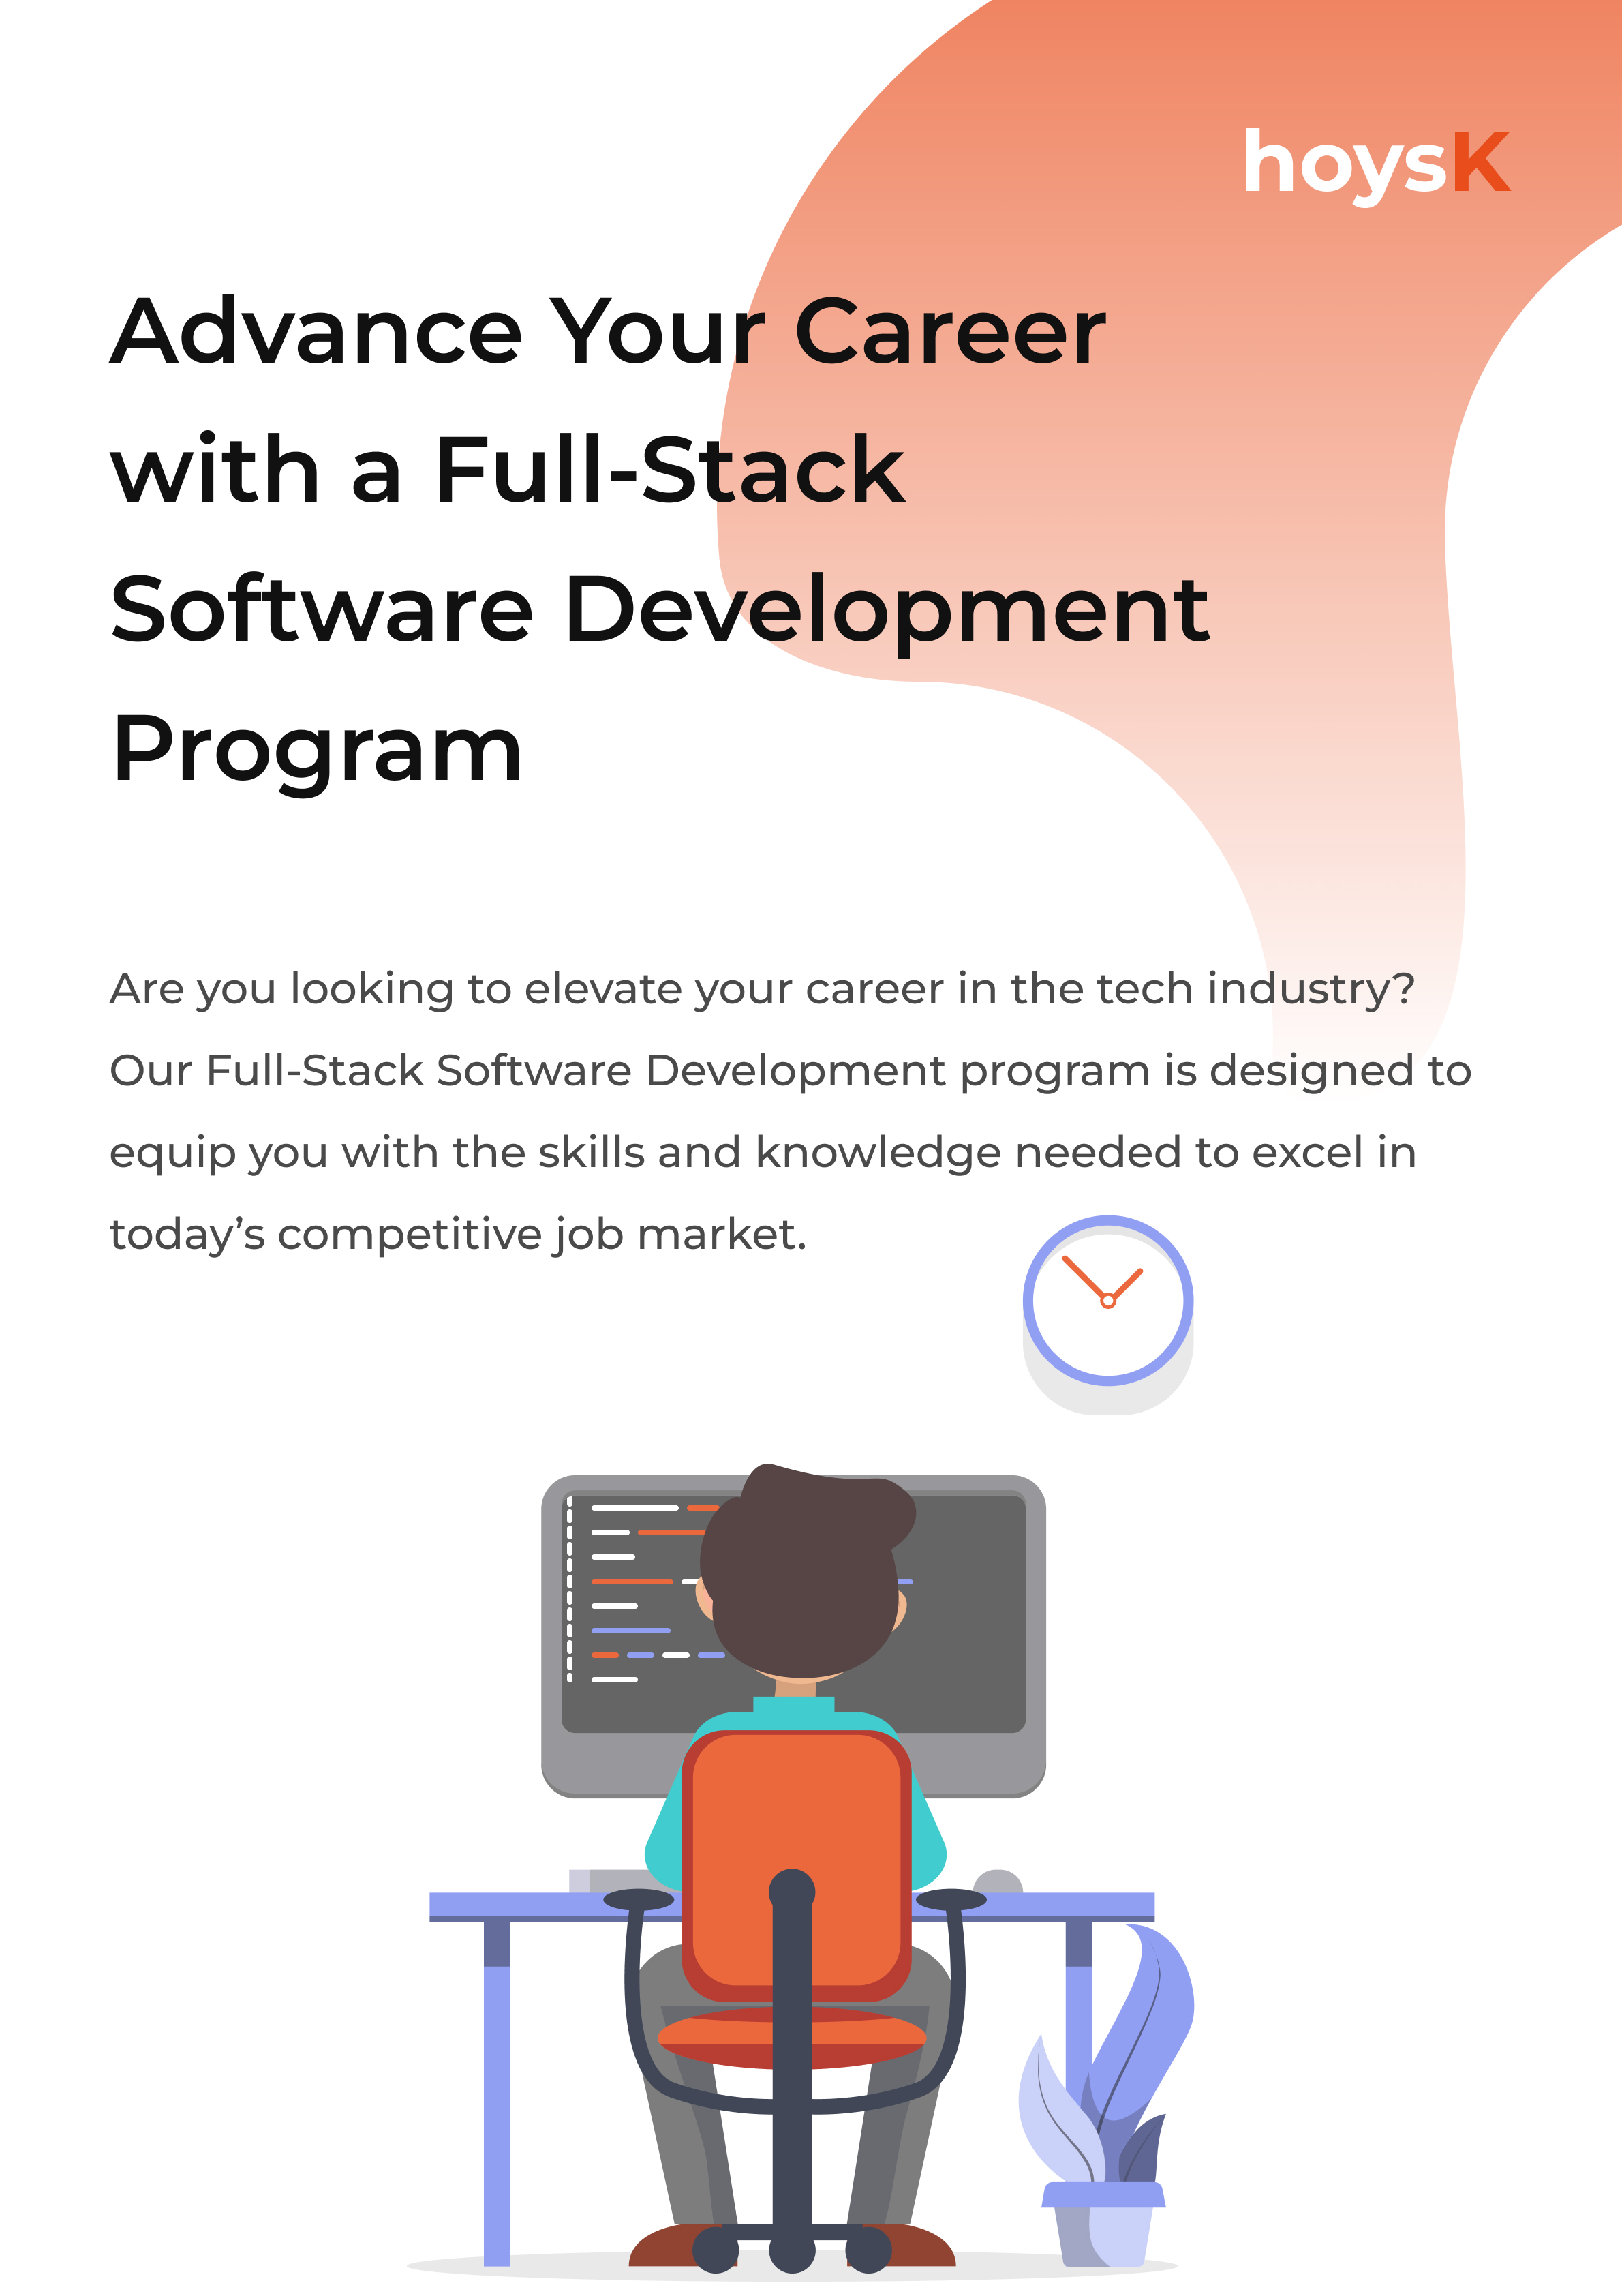 hoysK
Advance Your Career
with a Full-Stack
Software Development
Program
Are you looking to elevate your career in the tech industry?
Our Full-Stack Software Development program is designed to
equip you with the skills and knowledge needed to excel in
today’s competitive job market.